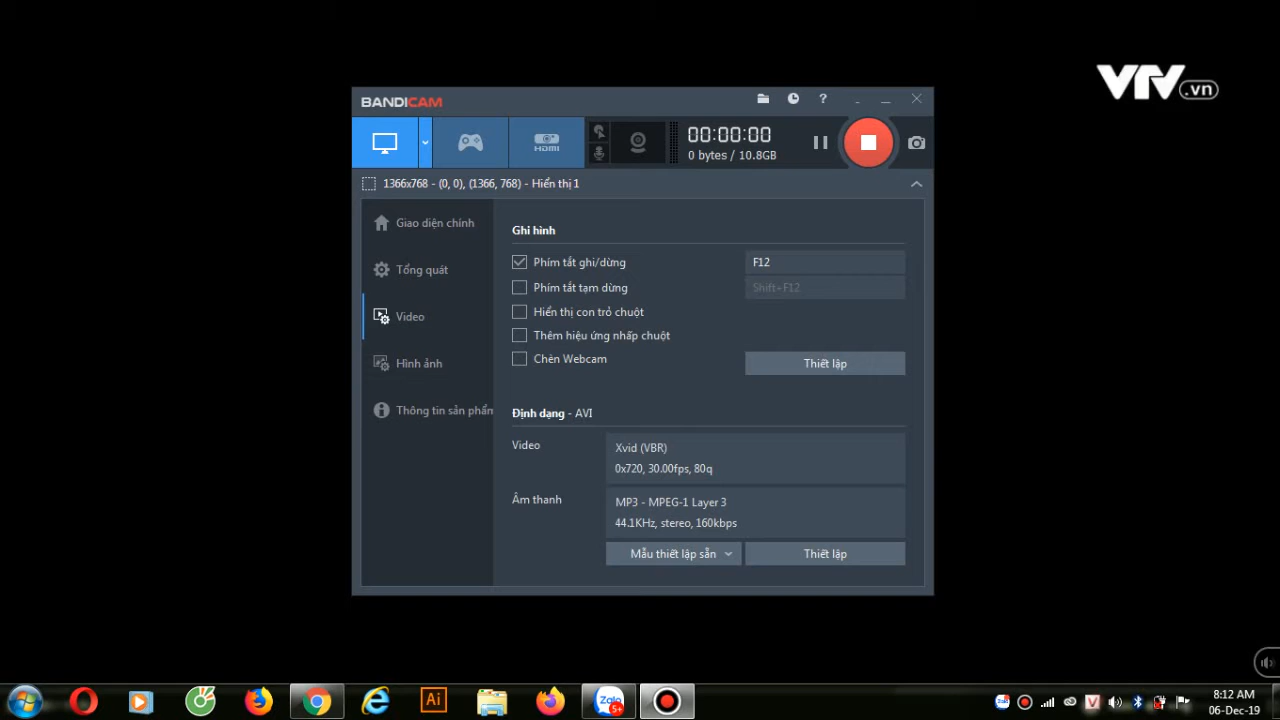 VTV.vn
BANDICAM
?
HDMI
00:00:00
0 bytes / 10.8GB
1366x768 - (0, 0), (1366, 768) - Hiển thị 1
Giao diện chính
Tổng quát
Video
Hình ảnh
Thông tin sản phẩm
Ghi hình
Phím tắt ghi/dừng
F12
Phím tắt tạm dừng
Shift+F12
Hiển thị con trỏ chuột
Thêm hiệu ứng nhấp chuột
Chèn Webcam
Thiết lập
Định dạng - AVI
Video
Xvid (VBR)
0x720, 30.00fps, 80q
Âm thanh
MP3 - MPEG-1 Layer 3
44.1KHz, stereo, 160kbps
Mẫu thiết lập sẵn
Thiết lập
Ai
Zalo
5+
V
8:12 AM
06-Dec-19